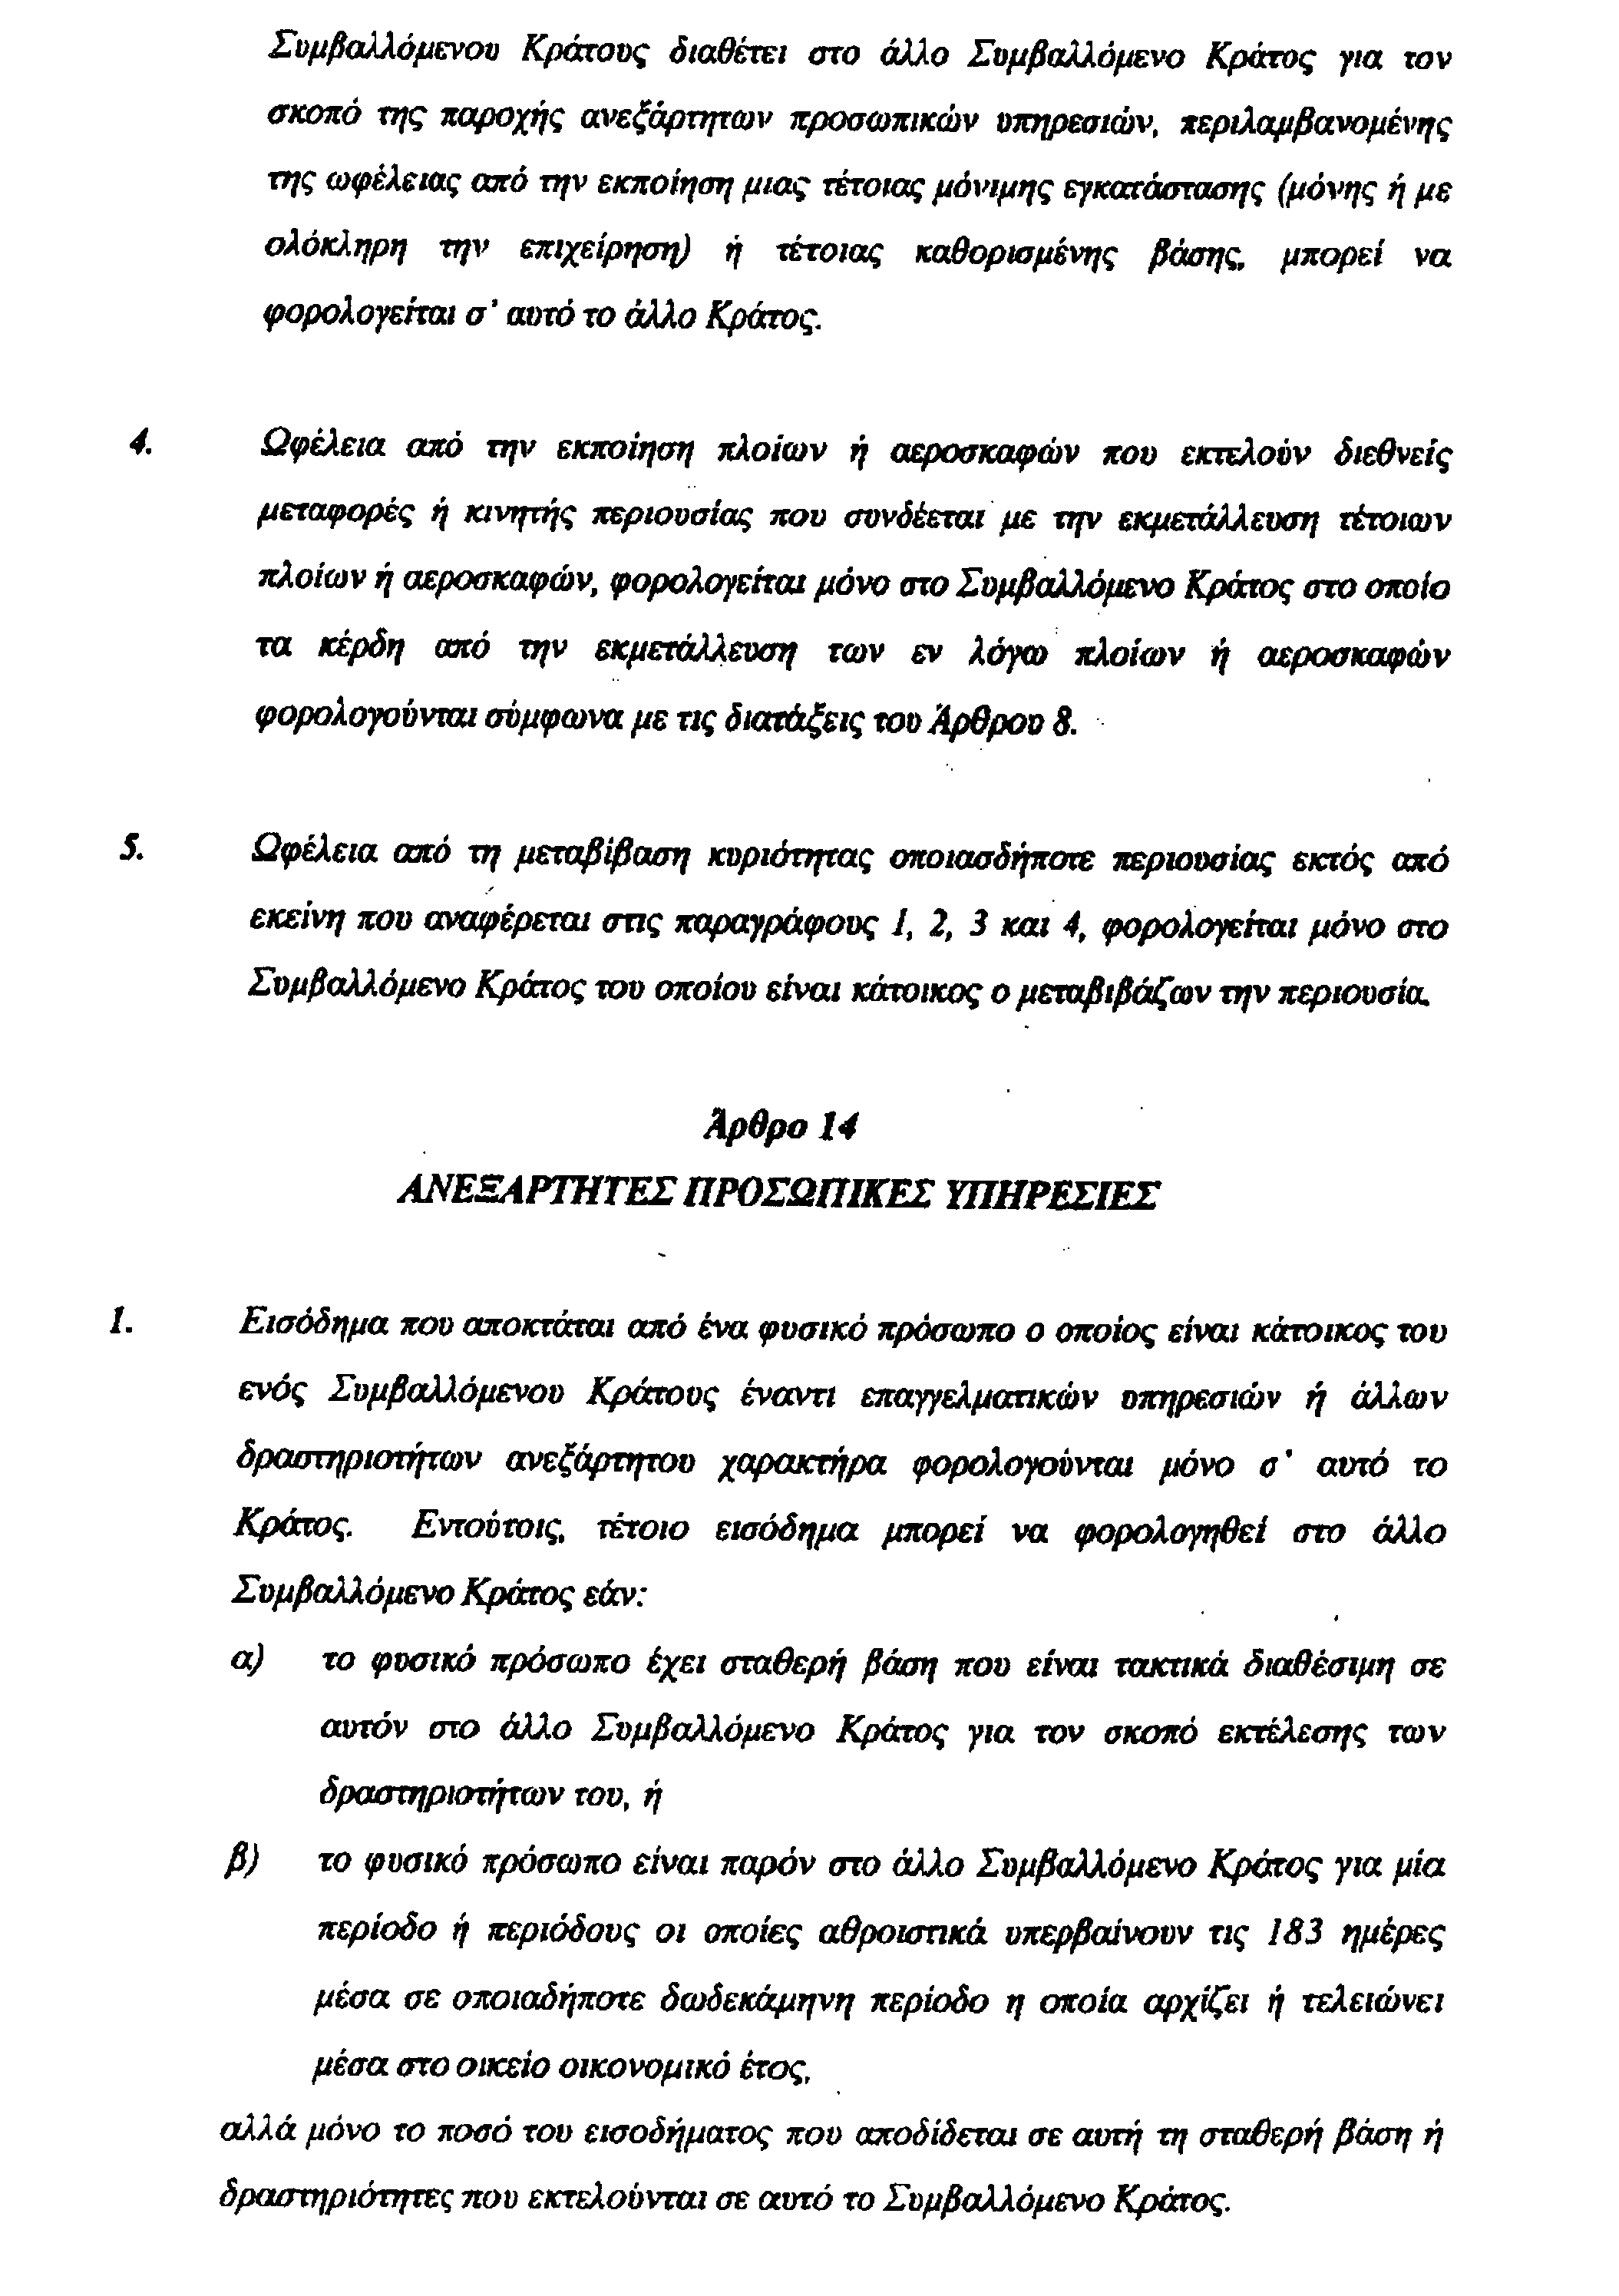 Συμβαλλόμενου Κράτους διαθέτει στο άλλο Συμβαλλόμενο Κράτος για τον
σκοπό της παροχής ανεξάρτητων προσωπικών υπηρεσιών, περιλαμβανομένης
της ωφέλειας από την εκποίηση μιας τέτοιας μόνιμης εγκατάστασης (μόνης ή με
ολόκληρη την επιχείρηση) ή τέτοιας καθορισμένης βάσης, μπορεί να
φορολογείται σ' αυτό το άλλο Κράτος.
4. Ωφέλεια από την εκποίηση πλοίων ή αεροσκαφών που εκτελούν διεθνείς
μεταφορές ή κινητής περιουσίας που συνδέεται με την εκμετάλλευση τέτοιων
πλοίων ή αεροσκαφών, φορολογείται μόνο στο Συμβαλλόμενο Κράτος στο οποίο
τα κέρδη από την εκμετάλλευση των εν λόγω πλοίων ή αεροσκαφών
φορολογούνται σύμφωνα με τις διατάξεις του Άρθρου 8.
5. Ωφέλεια από τη μεταβίβαση κυριότητας οποιασδήποτε περιουσίας εκτός από
εκείνη που αναφέρεται στις παραγράφους 1, 2, 3 και 4, φορολογείται μόνο στο
Συμβαλλόμενο Κράτος του οποίου είναι κάτοικος ο μεταβιβάζων την περιουσία.
Άρθρο 14
ΑΝΕΞΑΡΤΗΤΕΣ ΠΡΟΣΩΠΙΚΕΣ ΥΠΗΡΕΣΙΕΣ
1. Εισόδημα που αποκτάται από ένα φυσικό πρόσωπο ο οποίος είναι κάτοικος του
ενός Συμβαλλόμενου Κράτους έναντι επαγγελματικών υπηρεσιών ή άλλων
δραστηριοτήτων ανεξάρτητου χαρακτήρα φορολογούνται μόνο σ' αυτό το
Κράτος. Εντούτοις, τέτοιο εισόδημα μπορεί να φορολογηθεί στο άλλο
Συμβαλλόμενο Κράτος εάν:
α) το φυσικό πρόσωπο έχει σταθερή βάση που είναι τακτικά διαθέσιμη σε
αυτόν στο άλλο Συμβαλλόμενο Κράτος για τον σκοπό εκτέλεσης των
δραστηριοτήτων του, ή
β) το φυσικό πρόσωπο είναι παρόν στο άλλο Συμβαλλόμενο Κράτος για μία
περίοδο ή περιόδους οι οποίες αθροιστικά υπερβαίνουν τις 183 ημέρες
μέσα σε οποιαδήποτε δωδεκάμηνη περίοδο η οποία αρχίζει ή τελειώνει
μέσα στο οικείο οικονομικό έτος,
αλλά μόνο το ποσό του εισοδήματος που αποδίδεται σε αυτή τη σταθερή βάση ή
δραστηριότητες που εκτελούνται σε αυτό το Συμβαλλόμενο Κράτος.